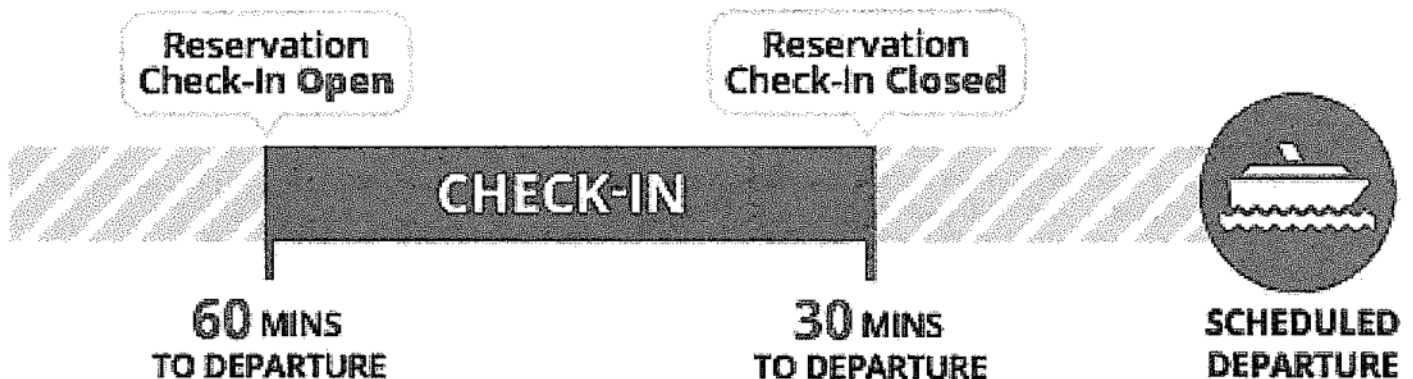 Reservation
Check-In Open
Reservation
Check-In Closed
CHECK-IN
60 MINS
TO DEPARTURE
30 MINS
TO DEPARTURE
SCHEDULED
DEPARTURE